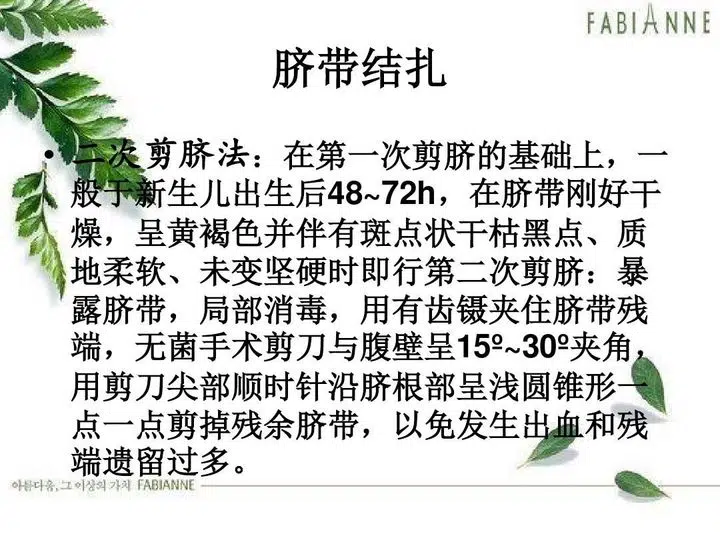 FABIANNE
脐带结扎
• 二次剪脐法：在第一次剪脐的基础上，一
般于新生儿出生后48~72h，在脐带刚好干
燥，呈黄褐色并伴有斑点状干枯黑点、质
地柔软、未变坚硬时即行第二次剪脐：暴
露脐带，局部消毒，用有齿镊夹住脐带残
端，无菌手术剪刀与腹壁呈15º~30º夹角，
用剪刀尖部顺时针沿脐根部呈浅圆锥形一
点一点剪掉残余脐带，以免发生出血和残
端遗留过多。
아름다움, 그 이상의 가치 FABIANNE